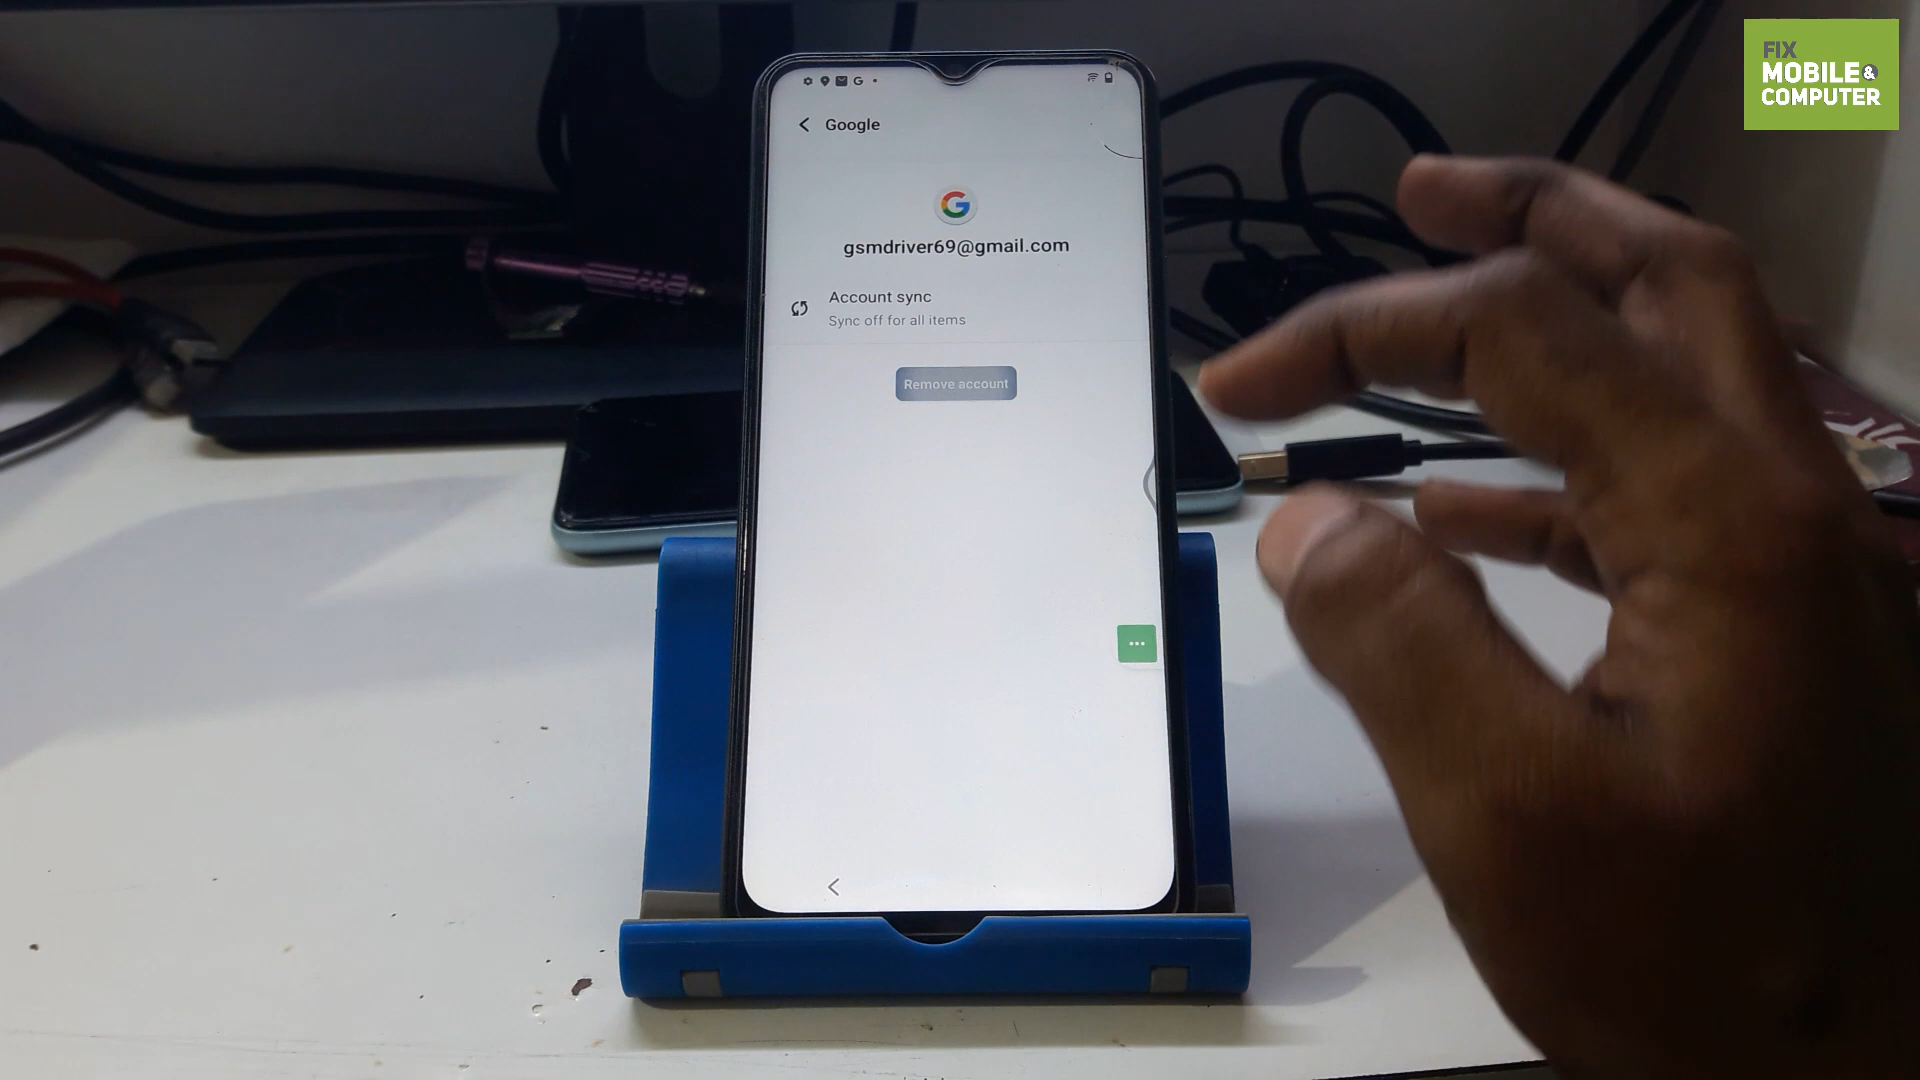 FIX
MOBILE &
COMPUTER
G
Google
G
gsmdriver69@gmail.com
Account sync
Sync off for all items
Remove account